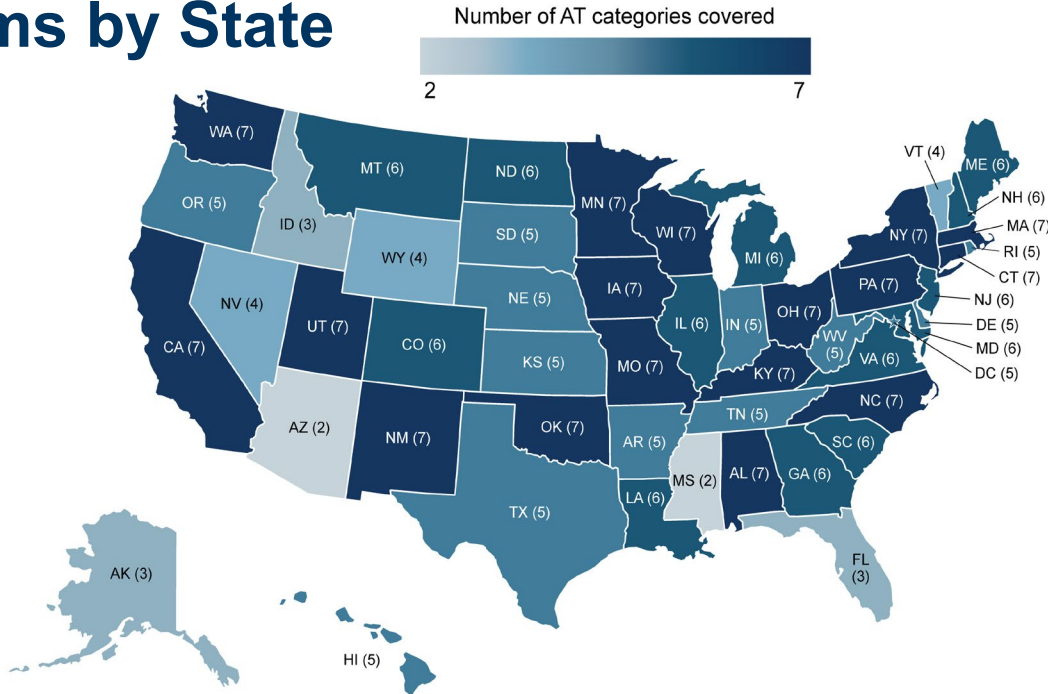 ms by State
Number of AT categories covered
2
7
WA (7)
MT (6)
ND (6)
MN (7)
VT (4)
ME (6)
NH (6)
OR (5)
ID (3)
SD (5)
WI (7)
MI (6)
NY (7)
MA (7)
RI (5)
WY (4)
CT (7)
NV (4)
NE (5)
IA (7)
PA (7)
NJ (6)
UT (7)
CO (6)
IL (6)
IN (5)
OH (7)
DE (5)
CA (7)
KS (5)
MO (7)
WV
(5)
VA (6)
MD (6)
KY (7)
DC (5)
AZ (2)
NM (7)
OK (7)
AR (5)
TN (5)
NC (7)
SC (6)
MS (2)
AL (7)
GA (6)
TX (5)
LA (6)
FL
(3)
AK (3)
HI (5)